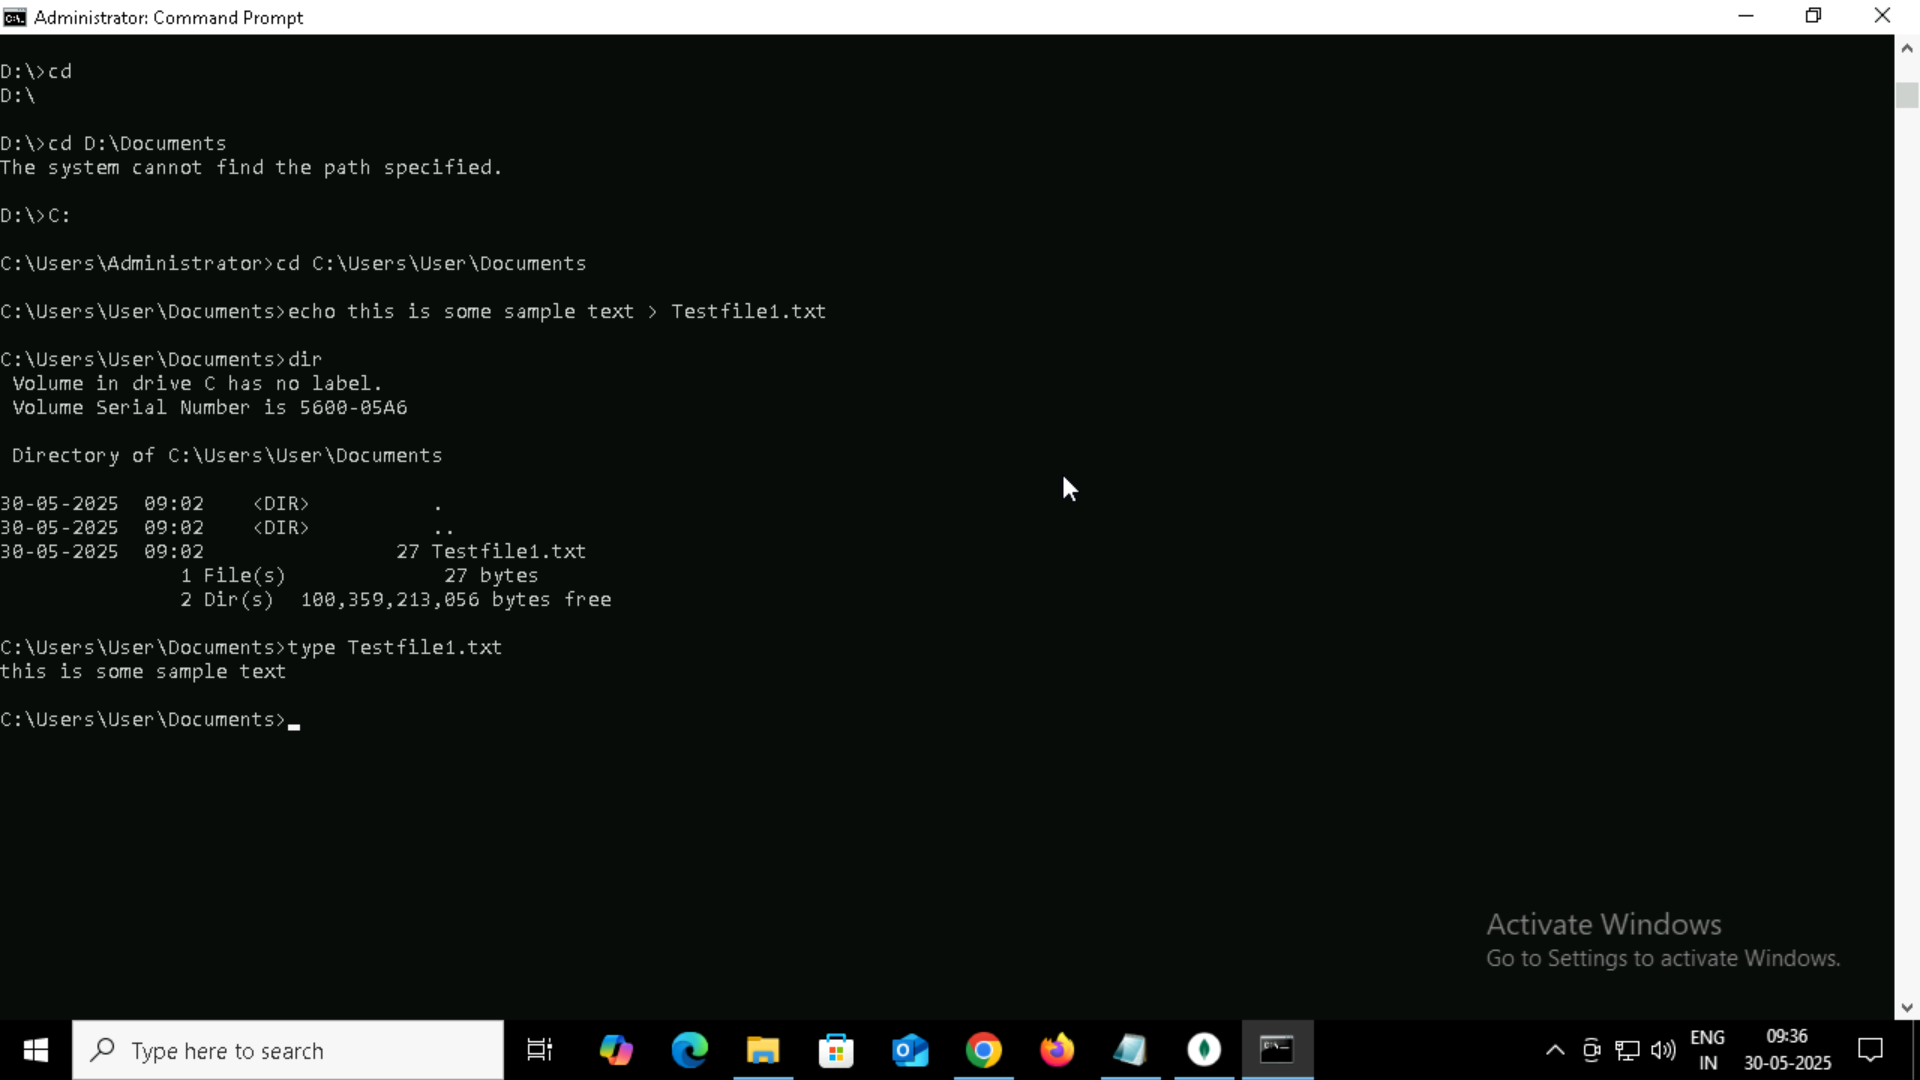 Administrator: Command Prompt
D:\>cd
D:\
D:\>cd D:\Documents
The system cannot find the path specified.
D:\>C:
C:\Users\Administrator>cd C:\Users\User\Documents
C:\Users\User\Documents>echo this is some sample text > Testfile1.txt
C:\Users\User\Documents>dir
 Volume in drive C has no label.
 Volume Serial Number is 5600-05A6
 Directory of C:\Users\User\Documents
30-05-2025  09:02    <DIR>          .
30-05-2025  09:02    <DIR>          ..
30-05-2025  09:02                27 Testfile1.txt
               1 File(s)             27 bytes
               2 Dir(s)  100,359,213,056 bytes free
C:\Users\User\Documents>type Testfile1.txt
this is some sample text
C:\Users\User\Documents>
Activate Windows
Go to Settings to activate Windows.
Type here to search
ENG
IN
09:36
30-05-2025